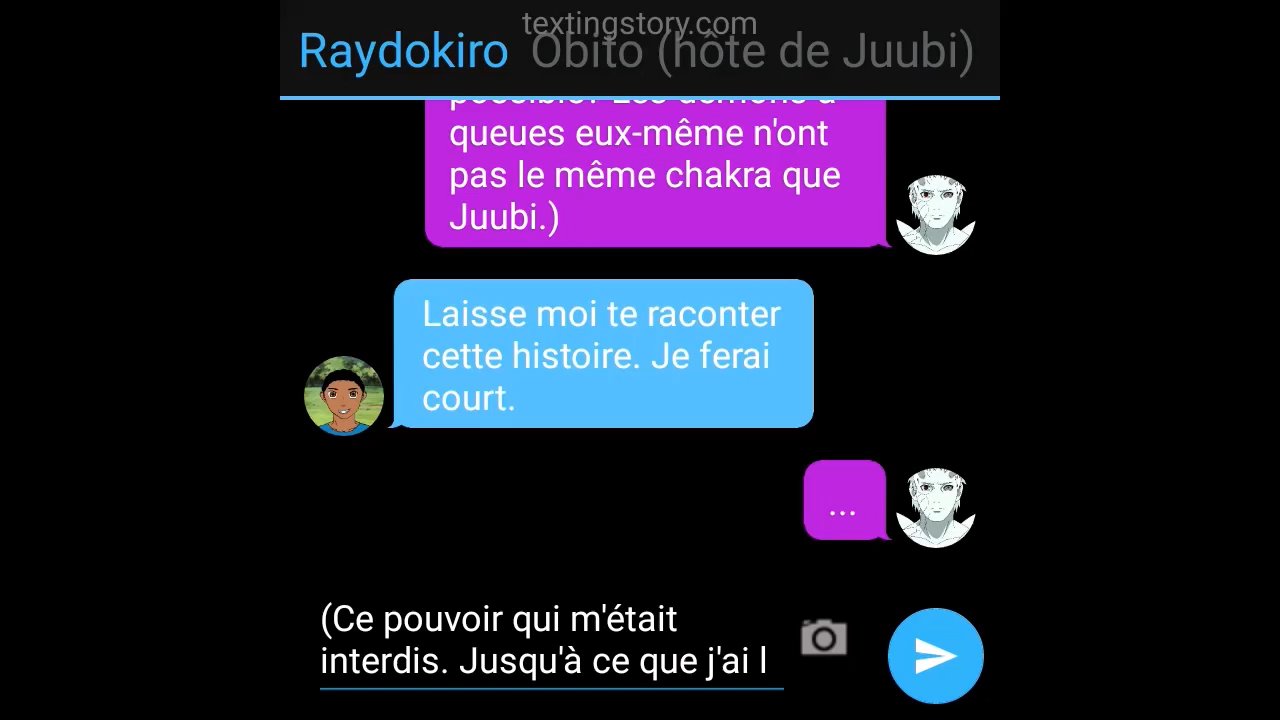 textingstory.com
Raydokiro Obito (hôte de Juubi)
queues eux-même n'ont
pas le même chakra que
Juubi.)
Laisse moi te raconter
cette histoire. Je ferai
court.
...
(Ce pouvoir qui m'était
interdis. Jusqu'à ce que j'ai l